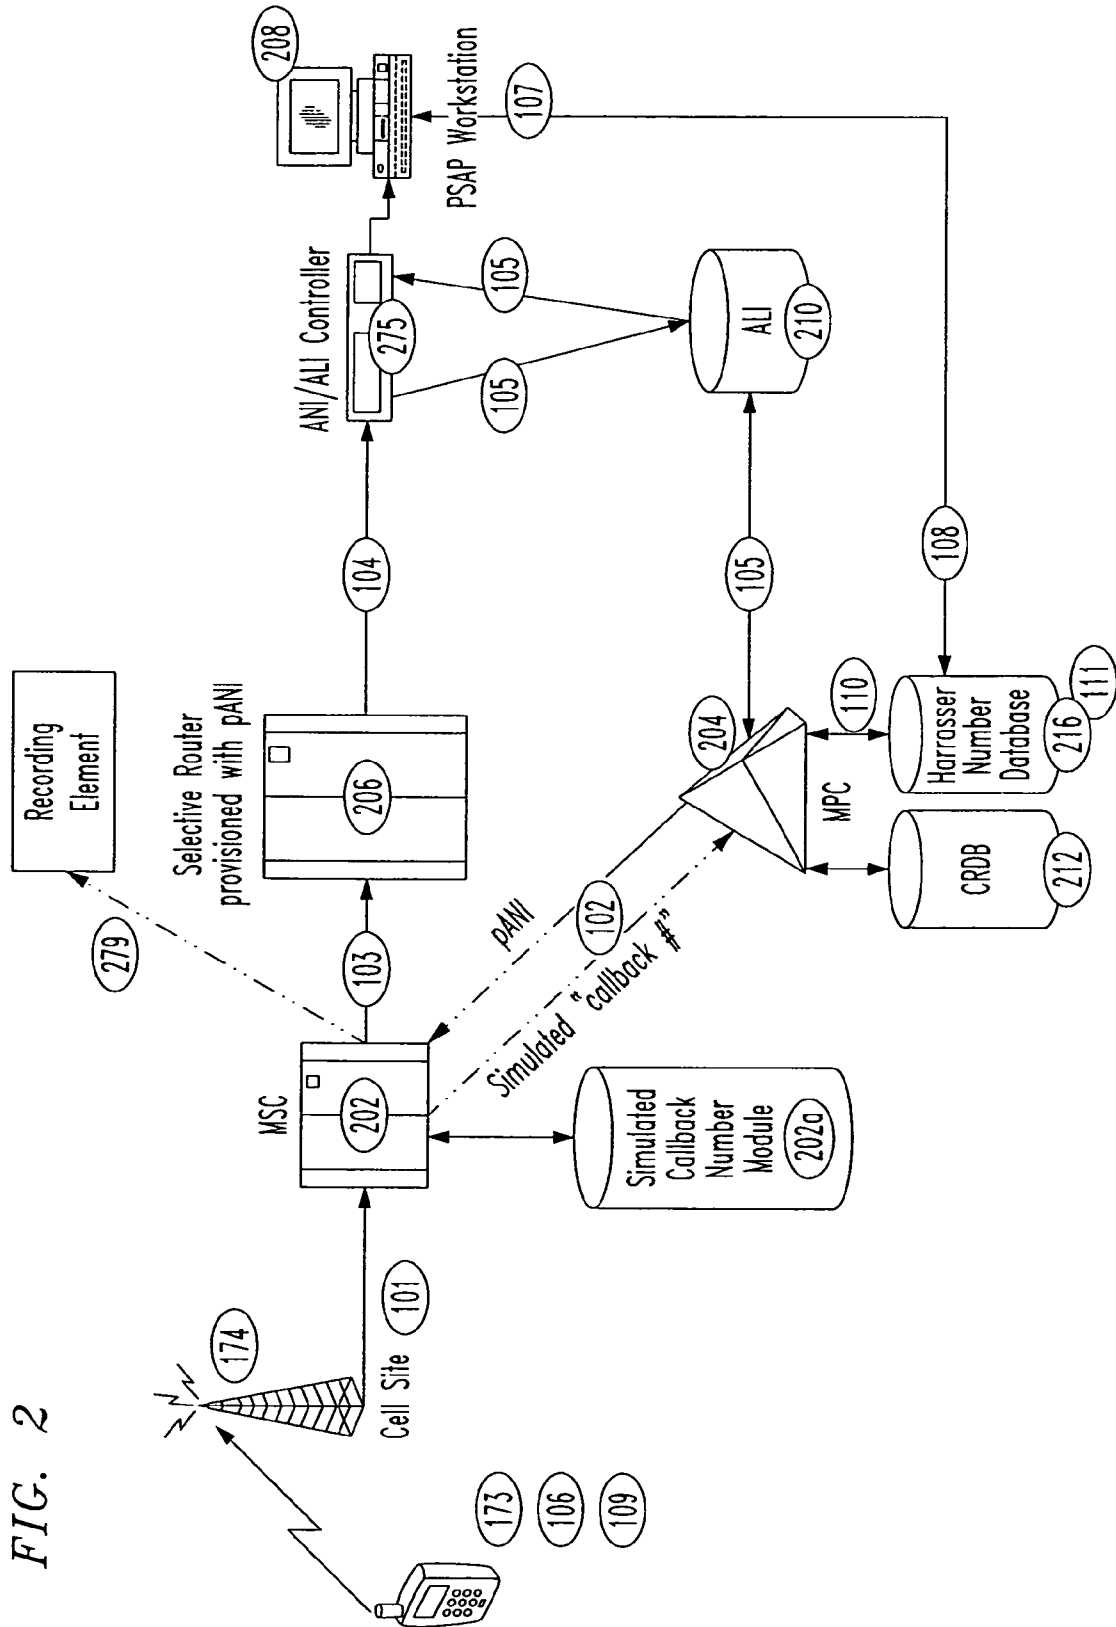 FIG. 2
173
106
109
174
Cell Site
101
MSC
202
Simulated
Callback
Number
Module
202a
279
Recording
Element
103
Selective Router
provisioned with pANI
206
pANI
102
Simulated "callback #"
204
MPC
CRDB
212
110
Harrasser
Number
Database
216
111
104
105
108
ANI/ALI Controller
275
105
105
ALI
210
208
PSAP Workstation
107